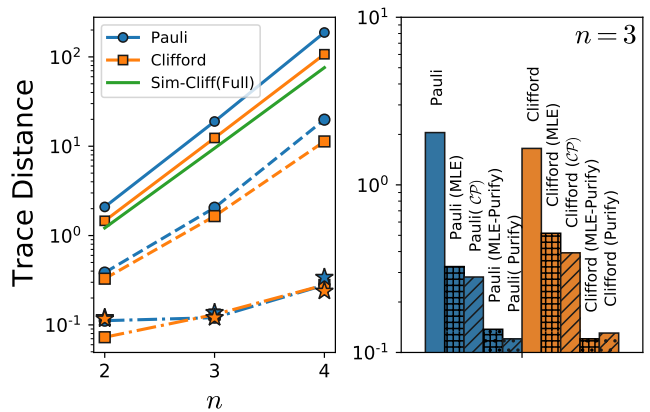 Trace Distance
10^2
10^1
10^0
10^-1
2
3
4
n
Pauli
Clifford
Sim-Cliff(Full)
n = 3
10^1
10^0
10^-1
Pauli
Pauli (MLE)
Pauli( CP)
Pauli (MLE-Purify)
Pauli( Purify)
Clifford
Clifford (MLE)
Clifford (CP)
Clifford (MLE-Purify)
Clifford (Purify)